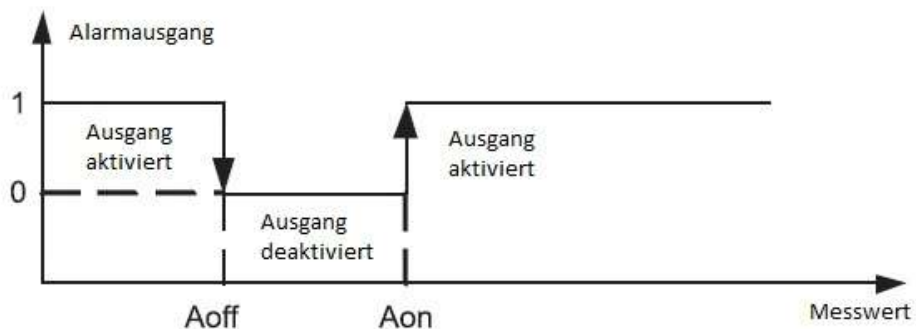 Alarmausgang
1
Ausgang
aktiviert
Ausgang
aktiviert
0
Ausgang
deaktiviert
Aoff
Aon
Messwert